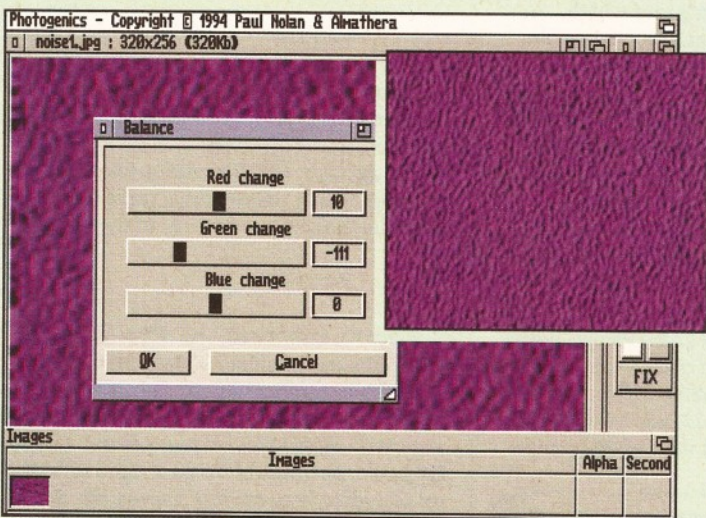 Photogenics - Copyright © 1994 Paul Nolan & Almathera
noise1.jpg : 320x256 (320Kb)
Balance
Red change
10
Green change
-111
Blue change
0
OK
Cancel
FIX
Images
Images
Alpha
Second